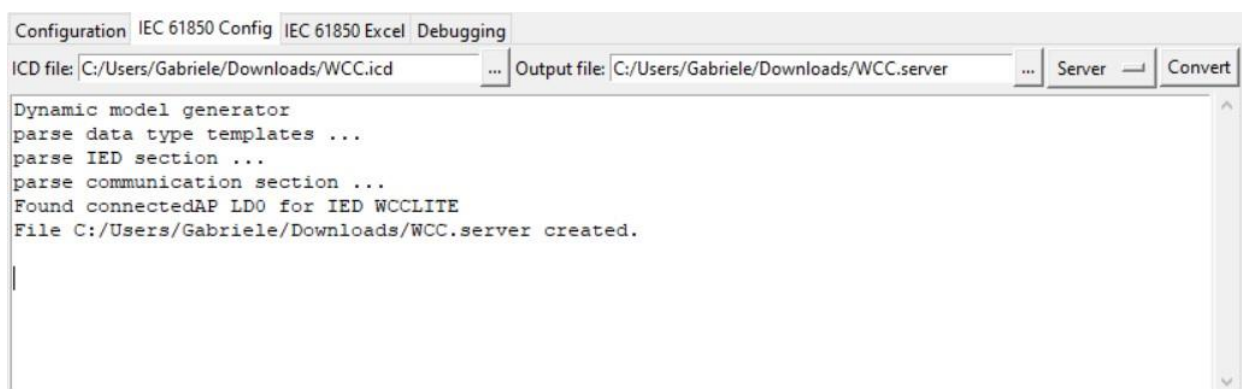 Configuration IEC 61850 Config IEC 61850 Excel Debugging
ICD file: C:/Users/Gabriele/Downloads/WCC.icd ... Output file: C:/Users/Gabriele/Downloads/WCC.server ... Server Convert
Dynamic model generator
parse data type templates ...
parse IED section ...
parse communication section ...
Found connectedAP LD0 for IED WCCLITE
File C:/Users/Gabriele/Downloads/WCC.server created.